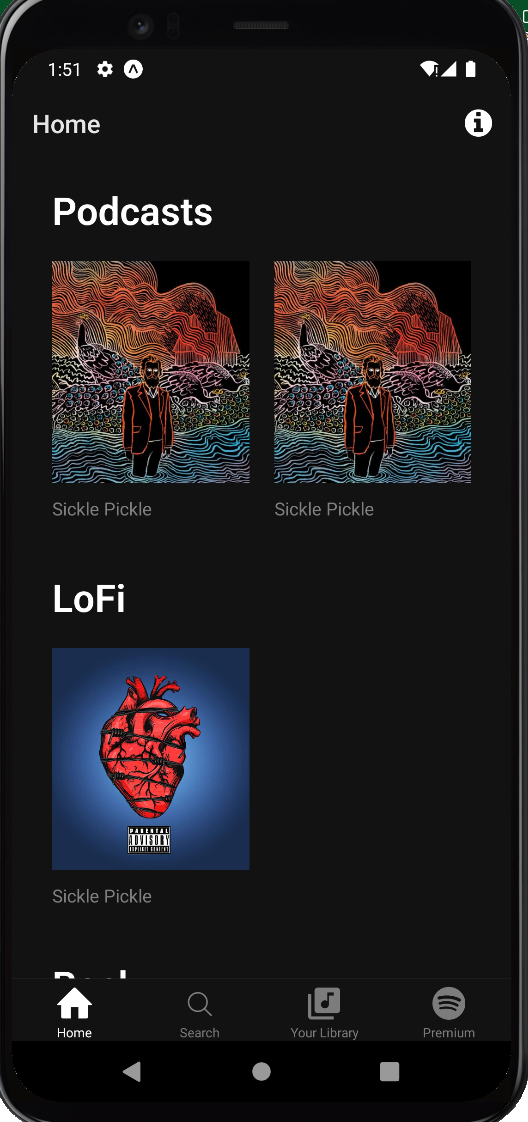 1:51
Home
Podcasts
Sickle Pickle
Sickle Pickle
LoFi
PARENTAL
ADVISORY
EXPLICIT CONTENT
Sickle Pickle
Home
Search
Your Library
Premium